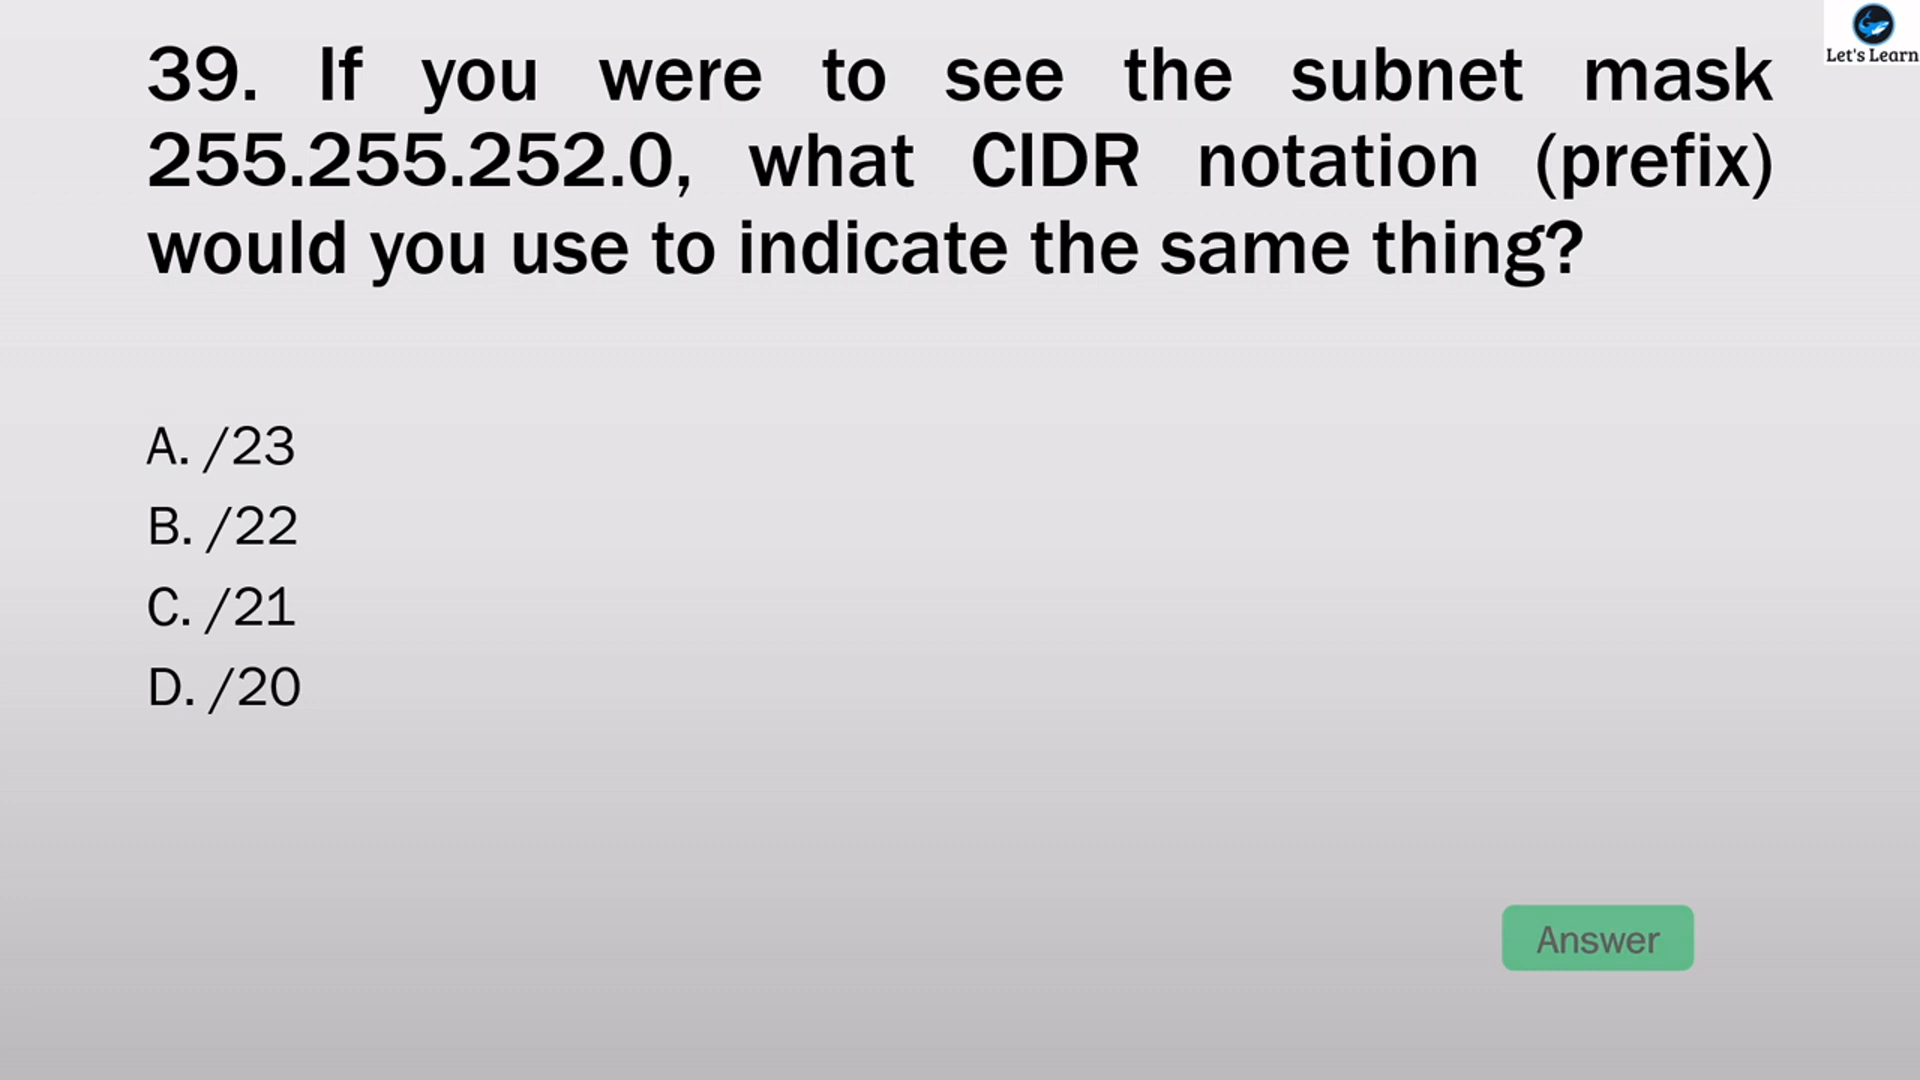 Let's Learn
39. If you were to see the subnet mask
255.255.252.0, what CIDR notation (prefix)
would you use to indicate the same thing?
A. /23
B. /22
C. /21
D. /20
Answer